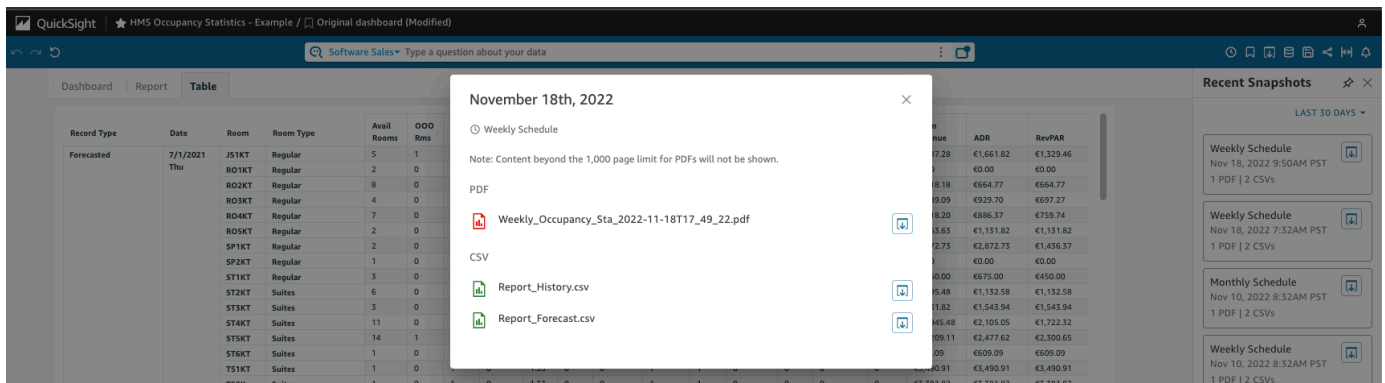 QuickSight
HMS Occupancy Statistics - Example / Original dashboard (Modified)
Software Sales Type a question about your data
Dashboard Report Table
Recent Snapshots
LAST 30 DAYS
Record Type Date Room Room Type Avail Rooms OOO Rms ADR RevPAR
Forecasted 7/1/2021 JS1KT Regular 5 1 €1,661.82 €1,329.46
Thu RO1KT Regular 2 0 €0.00 €0.00
RO2KT Regular 8 0 €664.77 €664.77
RO3KT Regular 4 0 €929.70 €697.27
RO4KT Regular 7 0 €886.37 €759.74
RO5KT Regular 2 0 €1,131.82 €1,131.82
SP1KT Regular 2 0 €2,872.73 €1,436.37
SP2KT Regular 1 0 €0.00 €0.00
ST1KT Regular 3 0 €675.00 €450.00
ST2KT Suites 6 0 €1,132.58 €1,132.58
ST3KT Suites 3 0 €1,543.94 €1,543.94
ST4KT Suites 11 0 €2,105.05 €1,722.32
ST5KT Suites 14 1 €2,477.62 €2,300.65
ST6KT Suites 1 0 €609.09 €609.09
TS1KT Suites 1 0 €3,490.91 €3,490.91
November 18th, 2022
Weekly Schedule
Note: Content beyond the 1,000 page limit for PDFs will not be shown.
PDF
Weekly_Occupancy_Sta_2022-11-18T17_49_22.pdf
CSV
Report_History.csv
Report_Forecast.csv
Weekly Schedule
Nov 18, 2022 9:50AM PST
1 PDF | 2 CSVs
Weekly Schedule
Nov 18, 2022 7:32AM PST
1 PDF | 2 CSVs
Monthly Schedule
Nov 10, 2022 8:32AM PST
1 PDF | 2 CSVs
Weekly Schedule
Nov 10, 2022 8:32AM PST
1 PDF | 2 CSVs